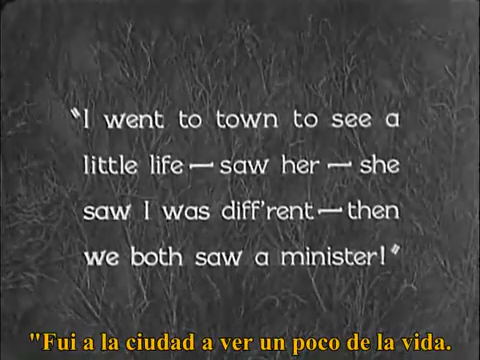 "I went to town to see a
little life — saw her — she
saw I was diff'rent — then
we both saw a minister!"
"Fui a la ciudad a ver un poco de la vida.